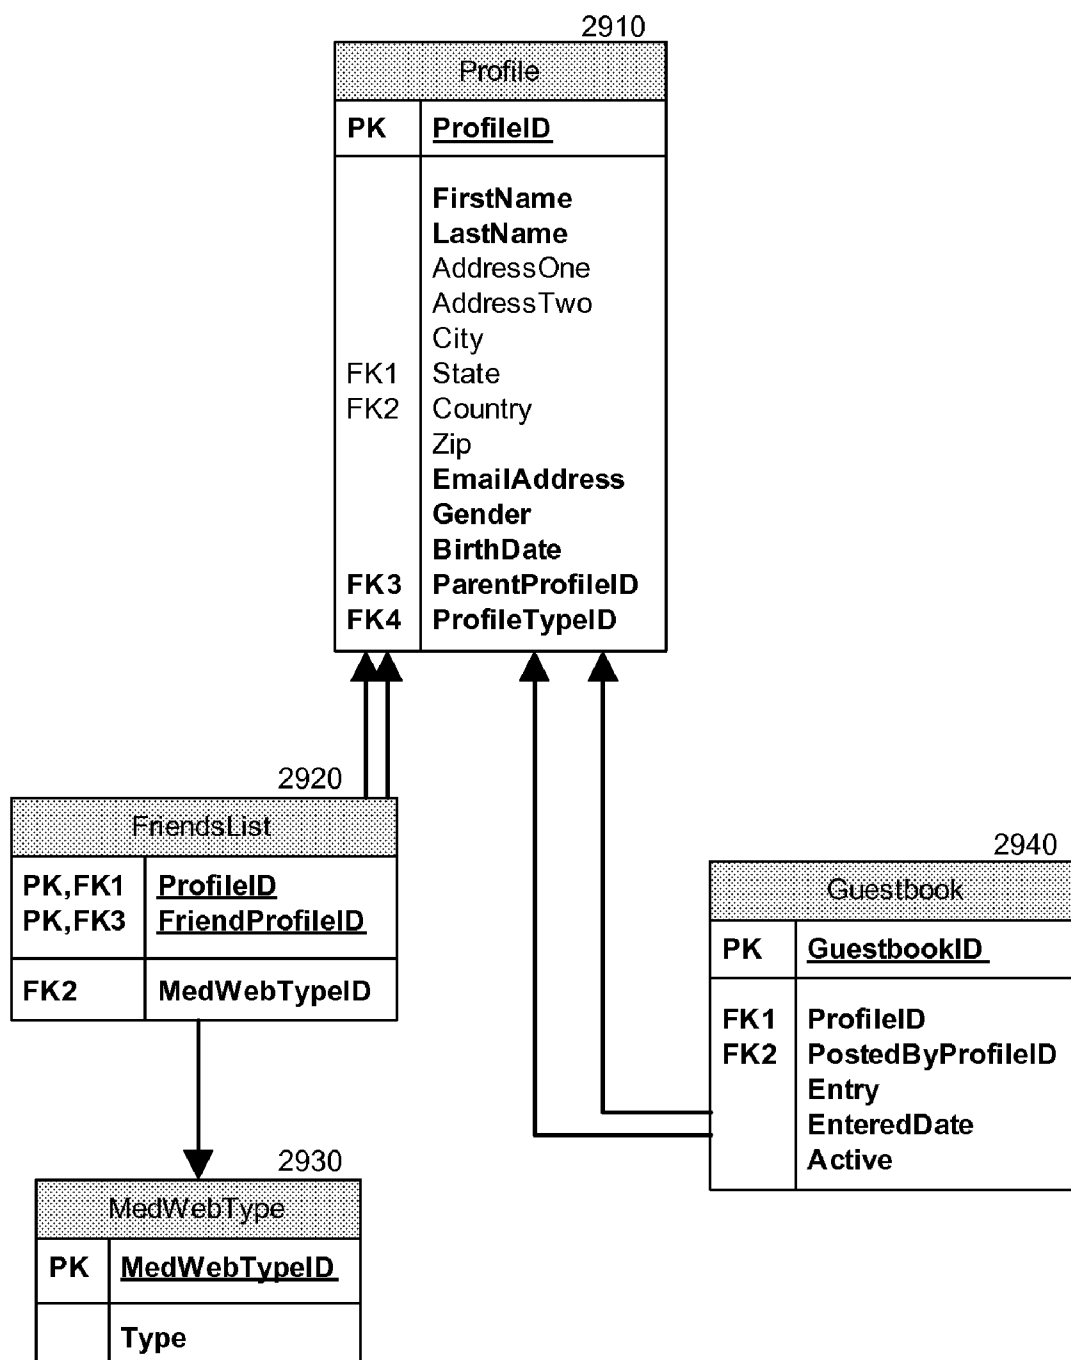 2910
Profile
PK ProfileID
FirstName
LastName
AddressOne
AddressTwo
City
FK1 State
FK2 Country
Zip
EmailAddress
Gender
BirthDate
FK3 ParentProfileID
FK4 ProfileTypeID
2920
FriendsList
PK,FK1 ProfileID
PK,FK3 FriendProfileID
FK2 MedWebTypeID
2940
Guestbook
PK GuestbookID
FK1 ProfileID
FK2 PostedByProfileID
Entry
EnteredDate
Active
2930
MedWebType
PK MedWebTypeID
Type